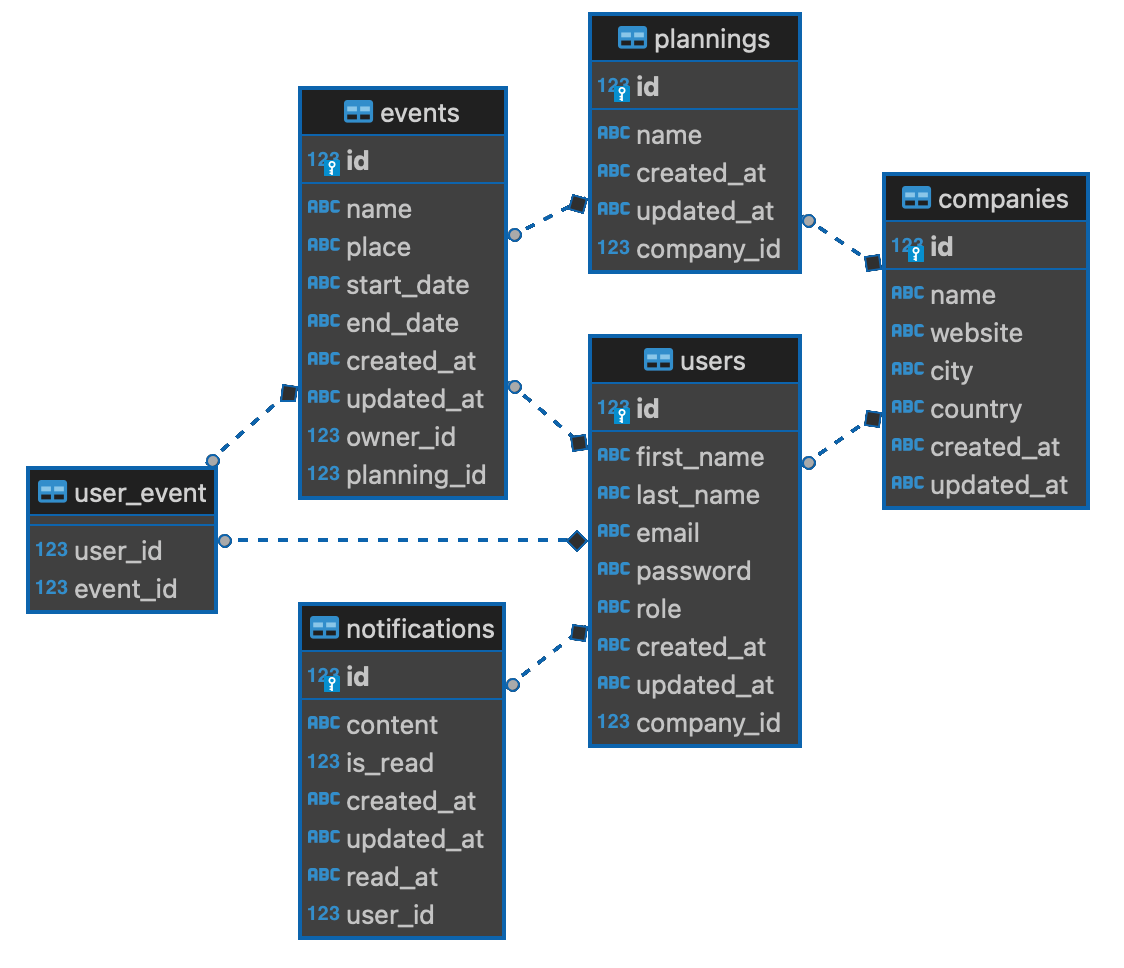 plannings
123 id
ABC name
ABC created_at
ABC updated_at
123 company_id
events
123 id
ABC name
ABC place
ABC start_date
ABC end_date
ABC created_at
ABC updated_at
123 owner_id
123 planning_id
companies
123 id
ABC name
ABC website
ABC city
ABC country
ABC created_at
ABC updated_at
users
123 id
ABC first_name
ABC last_name
ABC email
ABC password
ABC role
ABC created_at
ABC updated_at
123 company_id
user_event
123 user_id
123 event_id
notifications
123 id
ABC content
123 is_read
ABC created_at
ABC updated_at
ABC read_at
123 user_id